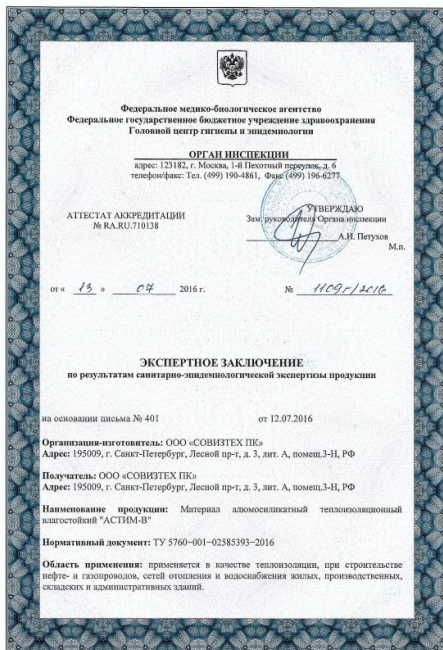 Федеральное медико-биологическое агентство
Федеральное государственное бюджетное учреждение здравоохранения
Головной центр гигиены и эпидемиологии
ОРГАН ИНСПЕКЦИИ
адрес: 123182, г. Москва, 1-й Пехотный переулок, д. 6
телефон/факс: Тел. (499) 190-4861, Факс (499) 196-6277
АТТЕСТАТ АККРЕДИТАЦИИ
№ RA.RU.710138
УТВЕРЖДАЮ
Зам. руководителя Органа инспекции
А.И. Петухов
М.п.
от « 13 » 07 2016 г. № 1109г/2016
ЭКСПЕРТНОЕ ЗАКЛЮЧЕНИЕ
по результатам санитарно-эпидемиологической экспертизы продукции
на основании письма № 401 от 12.07.2016
Организация-изготовитель: ООО «СОВИЗТЕХ ПК»
Адрес: 195009, г. Санкт-Петербург, Лесной пр-т, д. 3, лит. А, помещ.3-Н, РФ
Получатель: ООО «СОВИЗТЕХ ПК»
Адрес: 195009, г. Санкт-Петербург, Лесной пр-т, д. 3, лит. А, помещ.3-Н, РФ
Наименование продукции: Материал алюмосиликатный теплоизоляционный
влагостойкий "АСТИМ-В"
Нормативный документ: ТУ 5760−001−02585393−2016
Область применения: применяется в качестве теплоизоляции, при строительстве
нефте- и газопроводов, сетей отопления и водоснабжения жилых, производственных,
складских и административных зданий.